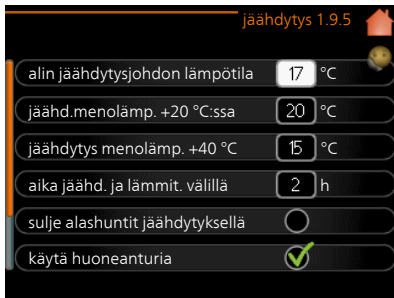 jäähdytys 1.9.5
alin jäähdytysjohdon lämpötila 17 °C
jäähd.menolämp. +20 °C:ssa 20 °C
jäähdytys menolämp. +40 °C 15 °C
aika jäähd. ja lämmit. välillä 2 h
sulje alashuntit jäähdytyksellä
käytä huoneanturia